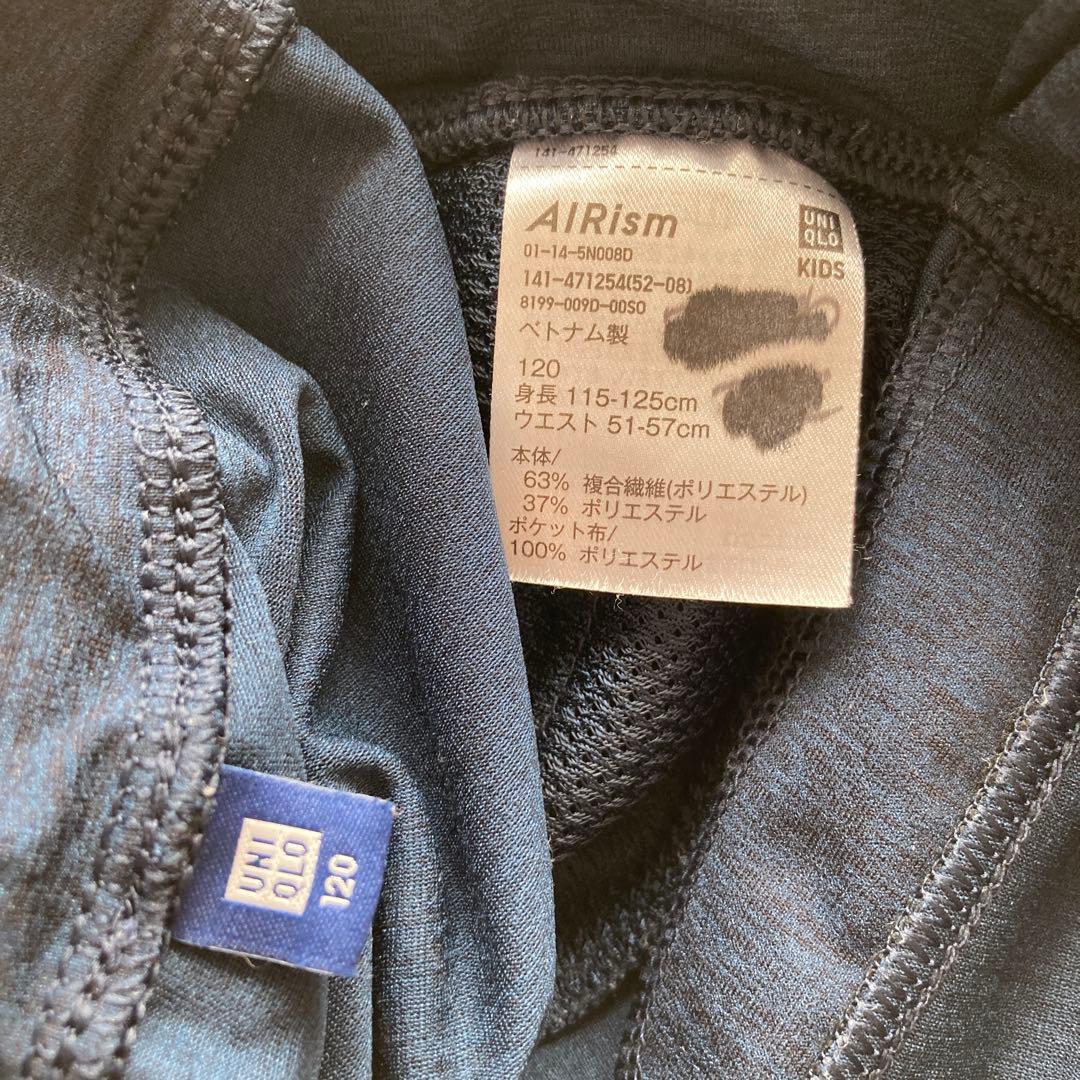 141-471254
AIRism
UNI
QLO
KIDS
01-14-5N008D
141-471254(52-08)
8199-009D-00SO
ベトナム製
120
身長 115-125cm
ウエスト 51-57cm
本体/
63% 複合繊維(ポリエステル)
37% ポリエステル
ポケット布/
100% ポリエステル
UNI
QLO
120